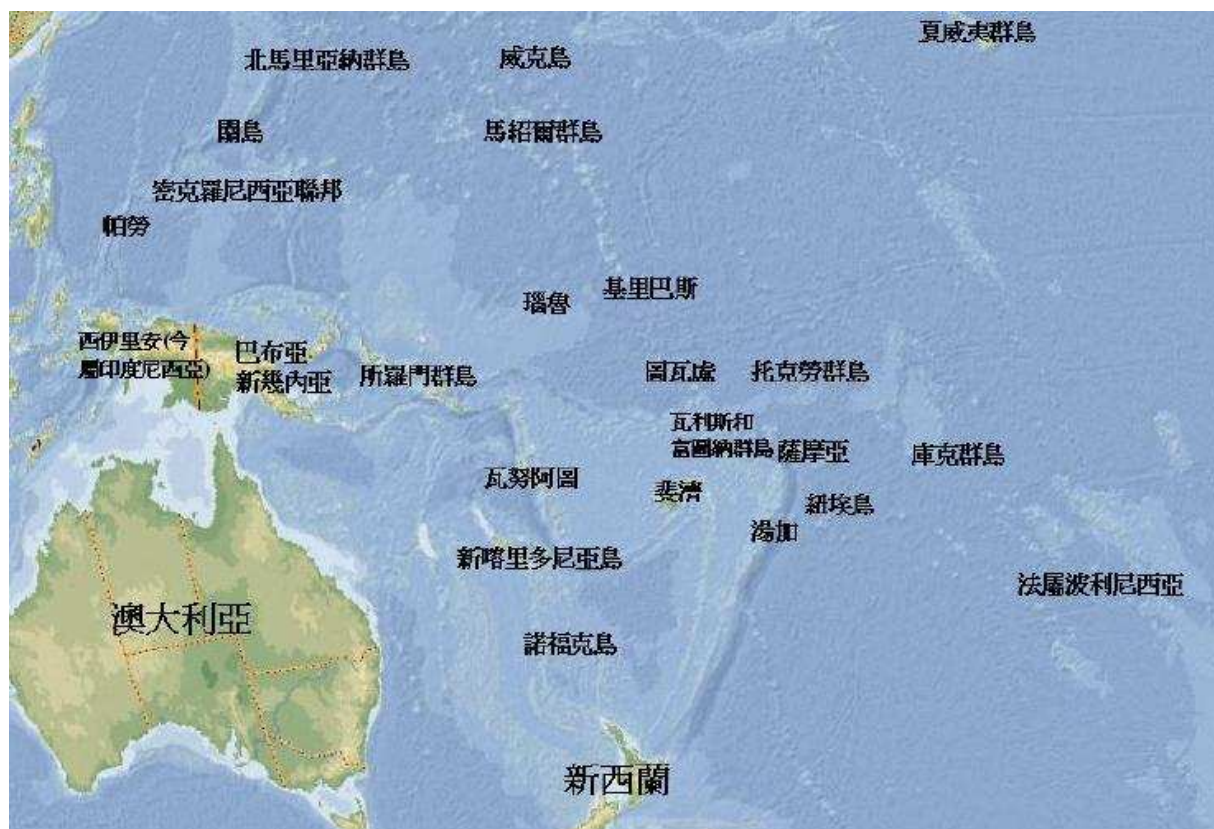 夏威夷群島
北馬里亞納群島
威克島
關島
馬紹爾群島
密克羅尼西亞聯邦
帕勞
基里巴斯
瑙魯
西伊里安(今
屬印度尼西亞)
巴布亞
新幾內亞
所羅門群島
圖瓦盧
托克勞群島
瓦利斯和
富圖納群島
薩摩亞
庫克群島
瓦努阿圖
斐濟
紐埃島
湯加
新喀里多尼亞島
法屬波利尼西亞
澳大利亞
諾福克島
新西蘭